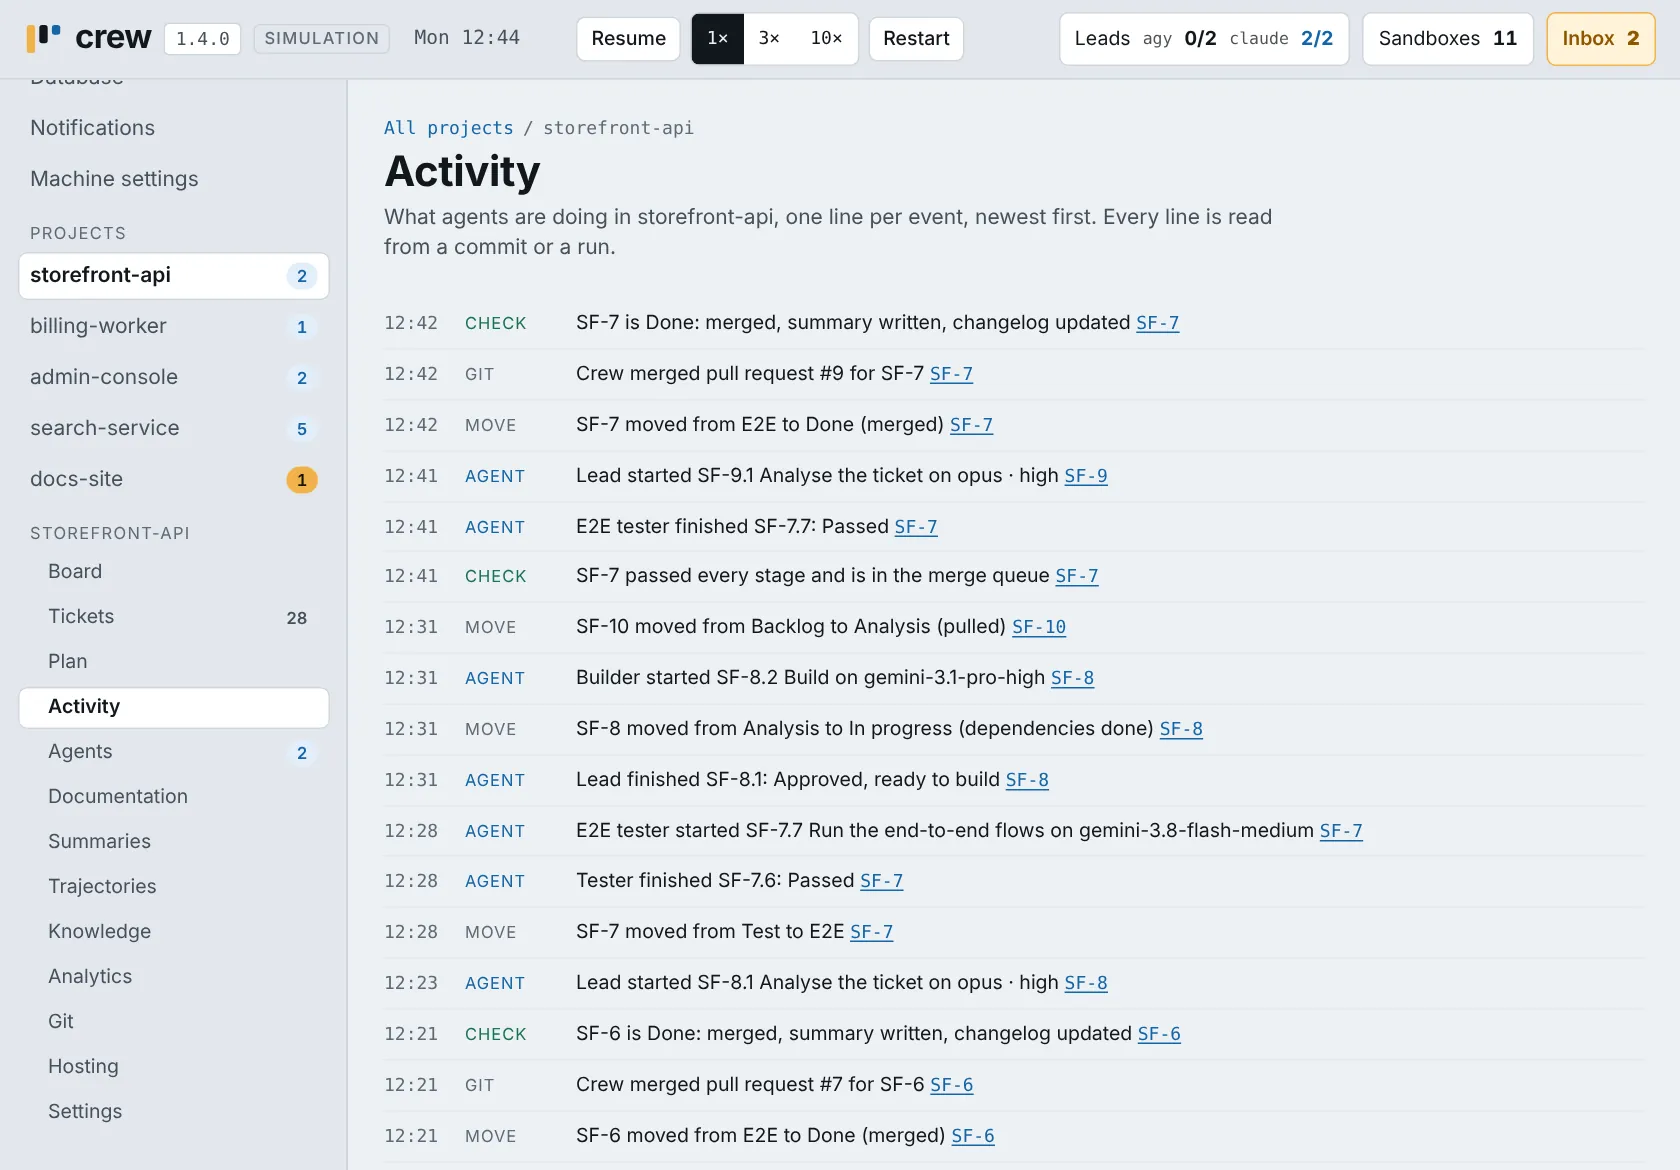 crew 1.4.0 SIMULATION Mon 12:44 Resume 1× 3× 10× Restart Leads agy 0/2 claude 2/2 Sandboxes 11 Inbox 2
Database
Notifications
Machine settings
PROJECTS
storefront-api 2
billing-worker 1
admin-console 2
search-service 5
docs-site 1
STOREFRONT-API
Board
Tickets 28
Plan
Activity
Agents 2
Documentation
Summaries
Trajectories
Knowledge
Analytics
Git
Hosting
Settings
All projects / storefront-api
Activity
What agents are doing in storefront-api, one line per event, newest first. Every line is read
from a commit or a run.
12:42 CHECK SF-7 is Done: merged, summary written, changelog updated SF-7
12:42 GIT Crew merged pull request #9 for SF-7 SF-7
12:42 MOVE SF-7 moved from E2E to Done (merged) SF-7
12:41 AGENT Lead started SF-9.1 Analyse the ticket on opus · high SF-9
12:41 AGENT E2E tester finished SF-7.7: Passed SF-7
12:41 CHECK SF-7 passed every stage and is in the merge queue SF-7
12:31 MOVE SF-10 moved from Backlog to Analysis (pulled) SF-10
12:31 AGENT Builder started SF-8.2 Build on gemini-3.1-pro-high SF-8
12:31 MOVE SF-8 moved from Analysis to In progress (dependencies done) SF-8
12:31 AGENT Lead finished SF-8.1: Approved, ready to build SF-8
12:28 AGENT E2E tester started SF-7.7 Run the end-to-end flows on gemini-3.8-flash-medium SF-7
12:28 AGENT Tester finished SF-7.6: Passed SF-7
12:28 MOVE SF-7 moved from Test to E2E SF-7
12:23 AGENT Lead started SF-8.1 Analyse the ticket on opus · high SF-8
12:21 CHECK SF-6 is Done: merged, summary written, changelog updated SF-6
12:21 GIT Crew merged pull request #7 for SF-6 SF-6
12:21 MOVE SF-6 moved from E2E to Done (merged) SF-6